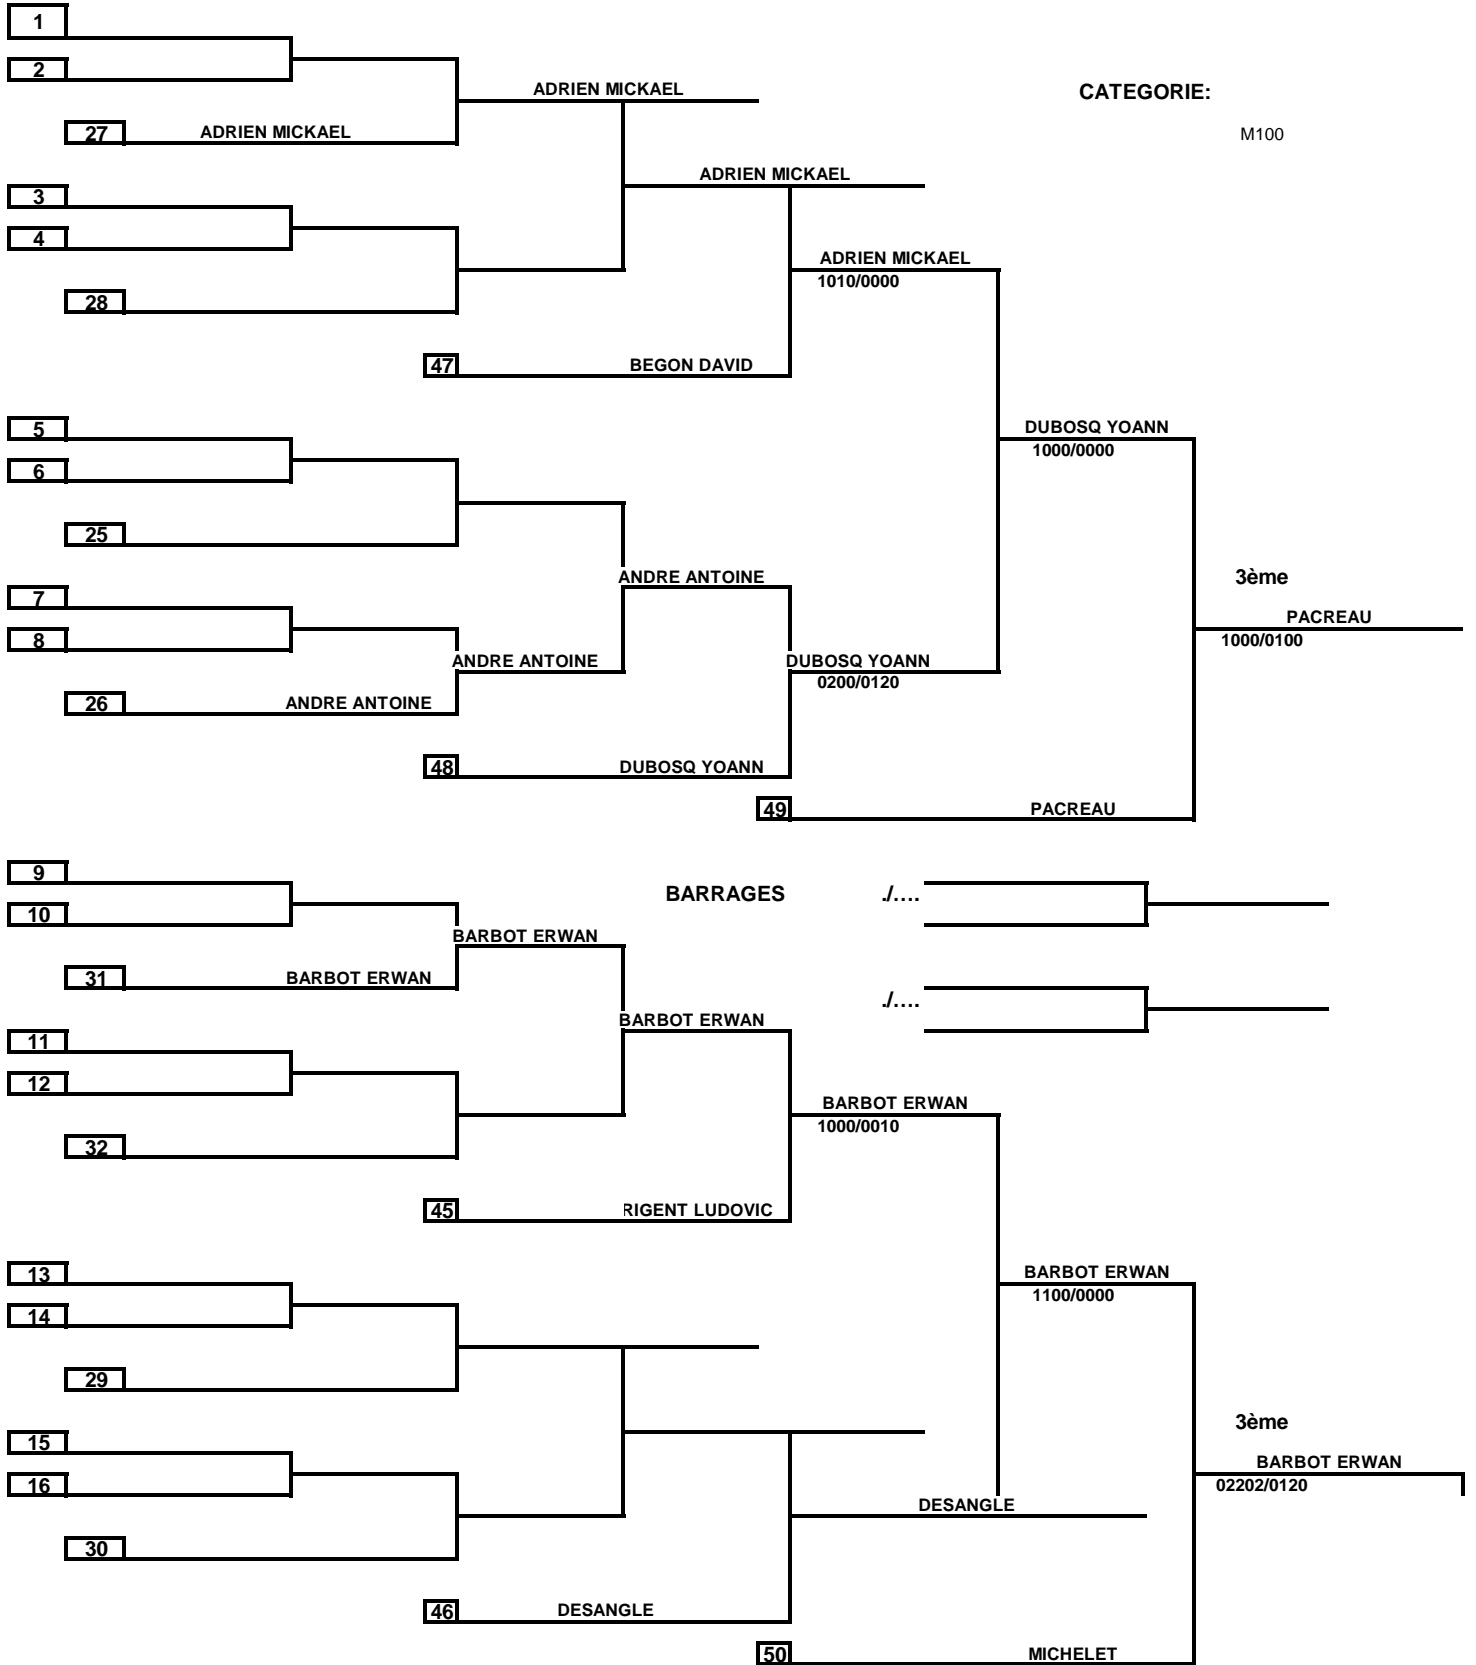 1
2
ADRIEN MICKAEL
CATEGORIE:
27 ADRIEN MICKAEL
M100
ADRIEN MICKAEL
3
4
ADRIEN MICKAEL
1010/0000
28
47 BEGON DAVID
5
DUBOSQ YOANN
1000/0000
6
25
ANDRE ANTOINE
3ème
7
PACREAU
1000/0100
8
ANDRE ANTOINE
DUBOSQ YOANN
0200/0120
26 ANDRE ANTOINE
48 DUBOSQ YOANN
49 PACREAU
9
BARRAGES ./....
10
BARBOT ERWAN
31 BARBOT ERWAN
./....
BARBOT ERWAN
11
12
BARBOT ERWAN
1000/0010
32
45 RIGENT LUDOVIC
13
BARBOT ERWAN
1100/0000
14
29
3ème
15
BARBOT ERWAN
16
02202/0120
DESANGLE
30
46 DESANGLE
50 MICHELET